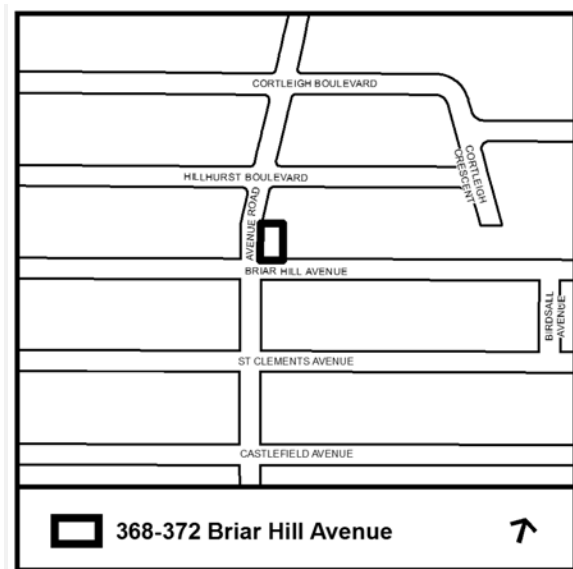 CORTLEIGH BOULEVARD
CORTLEIGH
CRESCENT
HILLHURST BOULEVARD
AVENUE ROAD
BRIAR HILL AVENUE
BIRDSALL
AVENUE
ST CLEMENTS AVENUE
CASTLEFIELD AVENUE
368-372 Briar Hill Avenue